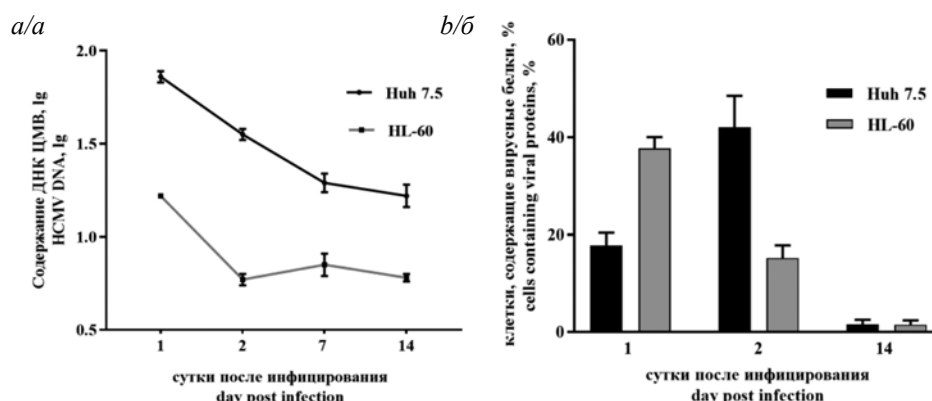 a/а
Содержание ДНК ЦМВ, lg
HCMV DNA, lg
2.0
1.5
1.0
0.5
Huh 7.5
HL-60
1
2
7
14
сутки после инфицирования
day post infection
b/б
клетки, содержащие вирусные белки, %
cells containing viral proteins, %
60
40
20
0
Huh 7.5
HL-60
1
2
14
сутки после инфицирования
day post infection